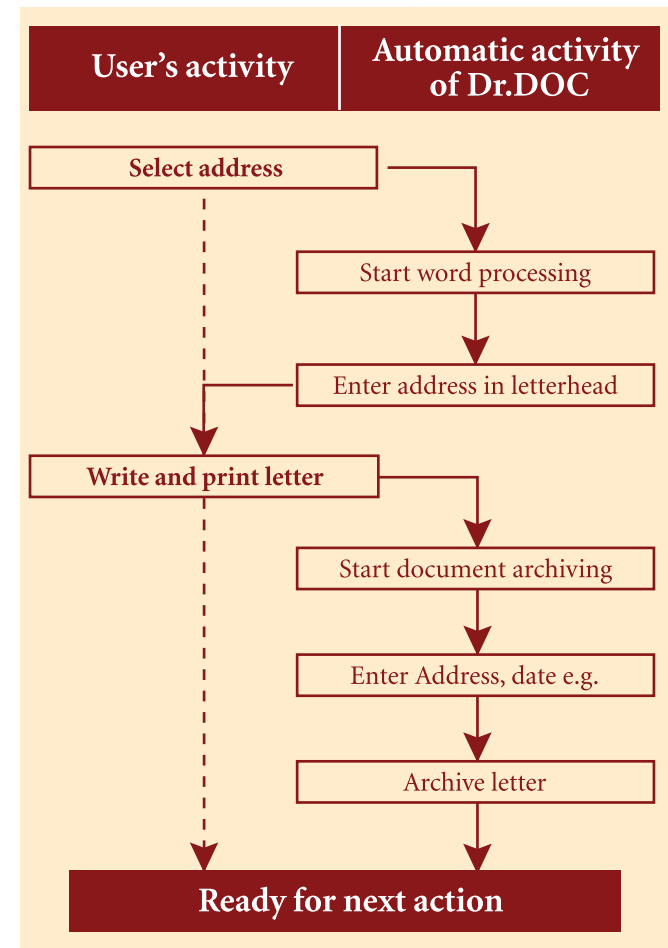 User’s activity
Automatic activity
of Dr.DOC
Select address
Start word processing
Enter address in letterhead
Write and print letter
Start document archiving
Enter Address, date e.g.
Archive letter
Ready for next action